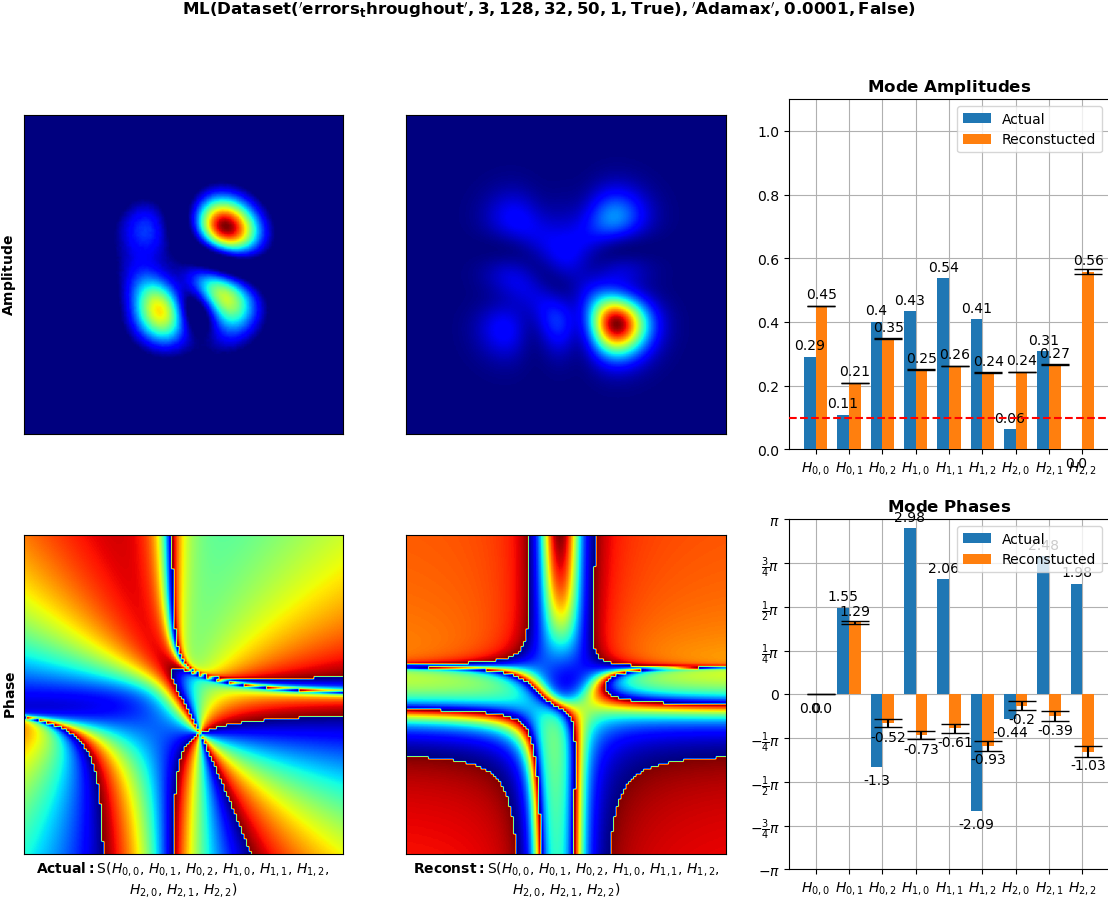 ML(Dataset('errors_throughout', 3, 128, 32, 50, 1, True), 'Adamax', 0.0001, False)
Amplitude
Mode Amplitudes
Actual
Reconstucted
1.0
0.8
0.6
0.4
0.2
0.0
0.29 0.45 0.11 0.21 0.4 0.35 0.43 0.25 0.54 0.26 0.41 0.24 0.06 0.24 0.31 0.27 0.0 0.56
H0,0 H0,1 H0,2 H1,0 H1,1 H1,2 H2,0 H2,1 H2,2
Phase
Actual: S(H0,0, H0,1, H0,2, H1,0, H1,1, H1,2,
H2,0, H2,1, H2,2)
Reconst: S(H0,0, H0,1, H0,2, H1,0, H1,1, H1,2,
H2,0, H2,1, H2,2)
Mode Phases
Actual
Reconstucted
π
3/4π
1/2π
1/4π
0
−1/4π
−1/2π
−3/4π
−π
0.0 0.0 1.55 1.29 -1.3 -0.52 2.98 -0.73 2.06 -0.61 -2.09 -0.93 -0.44 -0.2 2.48 -0.39 1.98 -1.03
H0,0 H0,1 H0,2 H1,0 H1,1 H1,2 H2,0 H2,1 H2,2